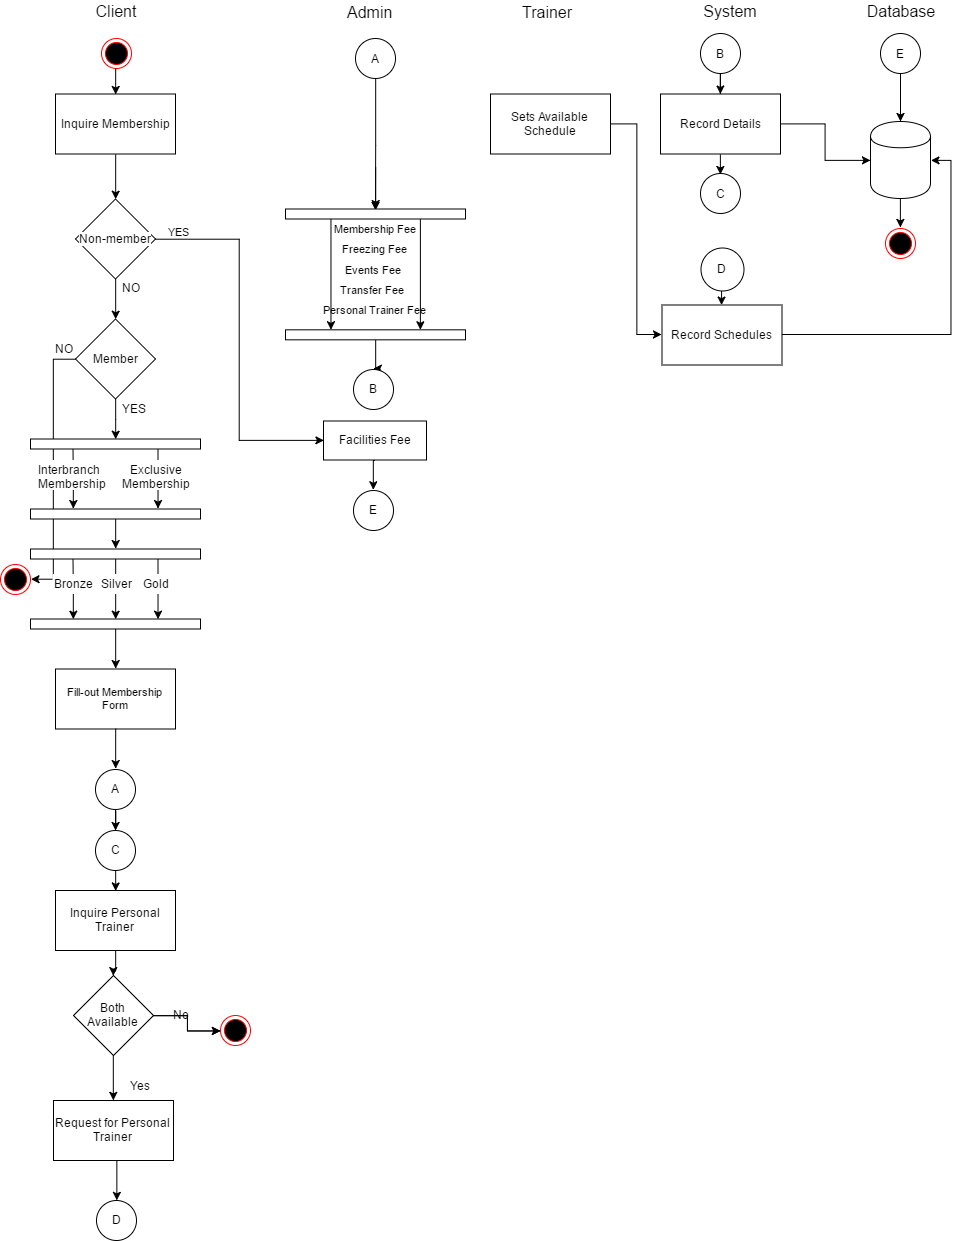 Client
Admin
Trainer
System
Database
A
B
E
Inquire Membership
Sets Available
Schedule
Record Details
C
Non-member
YES
NO
Membership Fee
Freezing Fee
Events Fee
Transfer Fee
Personal Trainer Fee
D
Record Schedules
NO
Member
YES
B
Facilities Fee
E
Interbranch
Membership
Exclusive
Membership
Bronze
Silver
Gold
Fill-out Membership
Form
A
C
Inquire Personal
Trainer
Both
Available
No
Yes
Request for Personal
Trainer
D